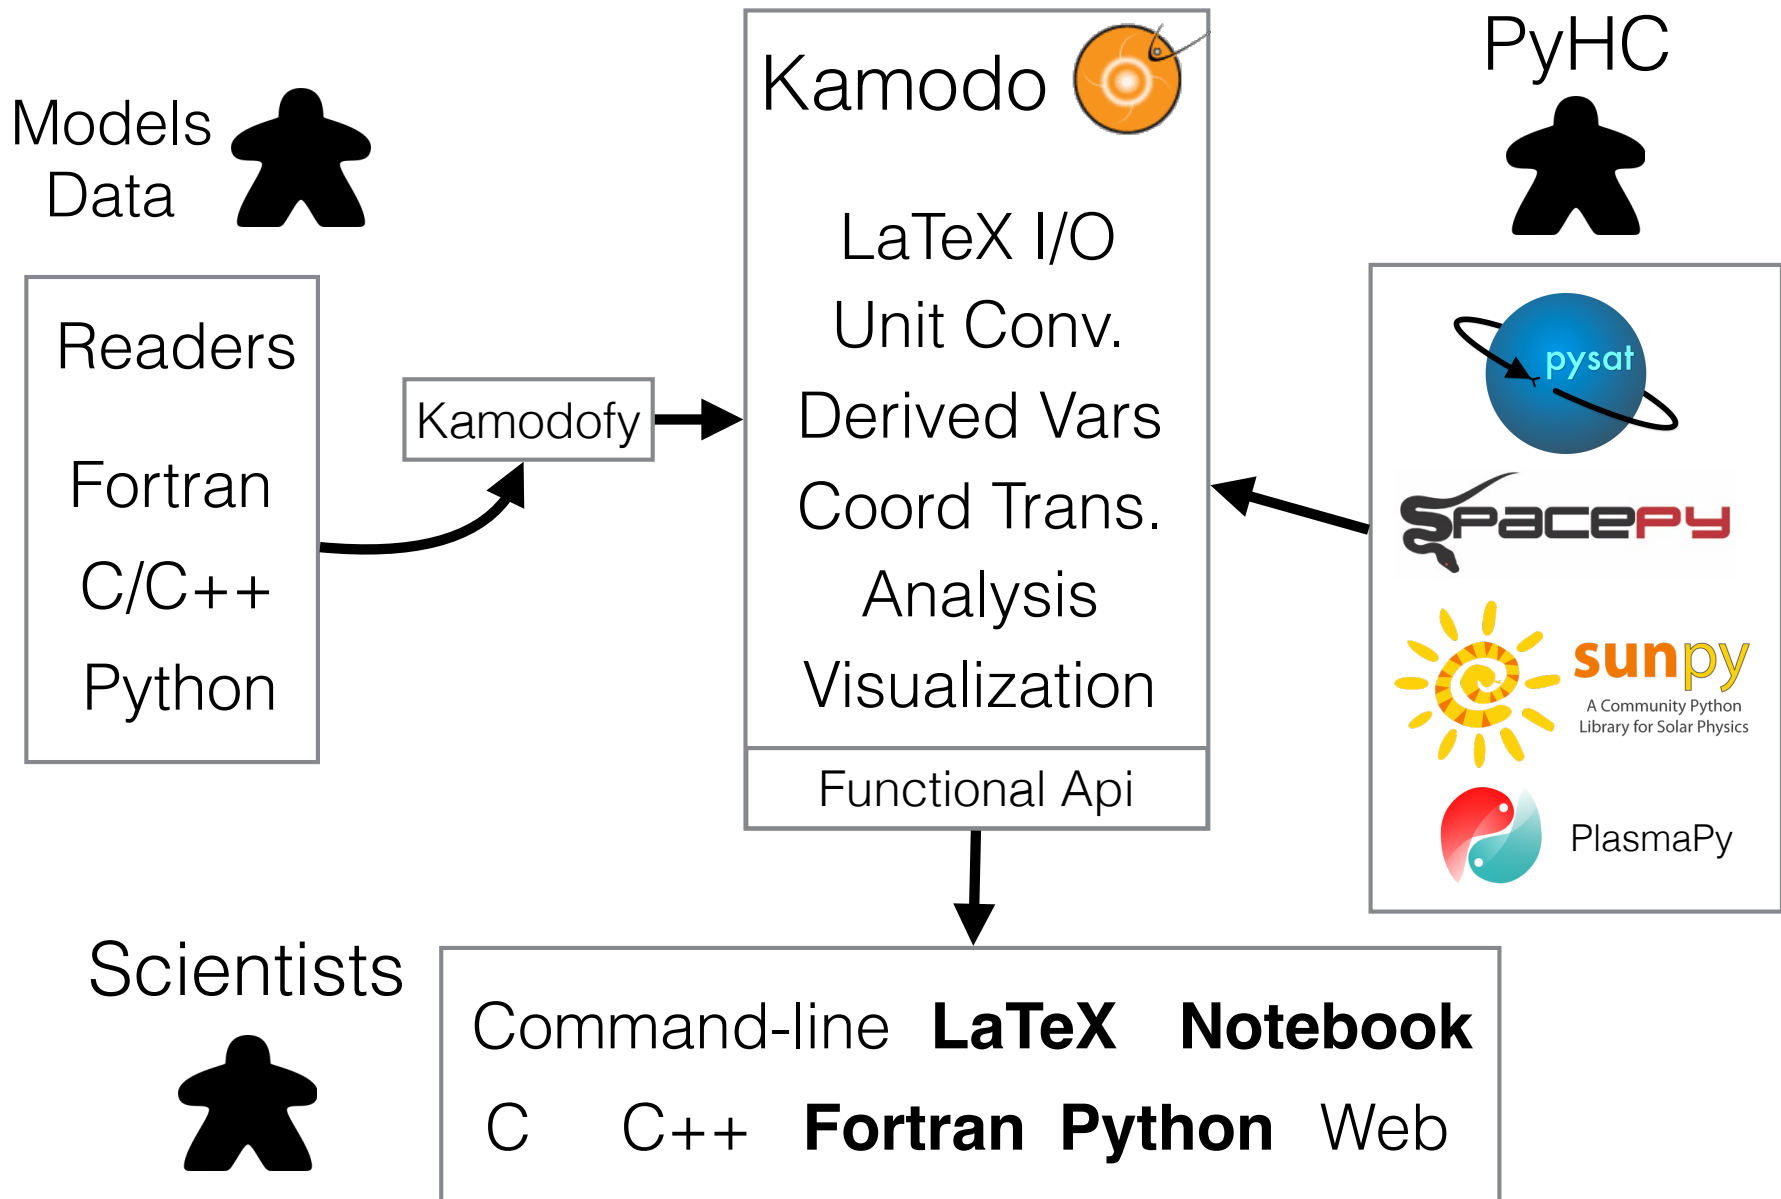 Models
Data
Readers
Fortran
C/C++
Python
Kamodofy
Kamodo
LaTeX I/O
Unit Conv.
Derived Vars
Coord Trans.
Analysis
Visualization
Functional Api
PyHC
pysat
spacepy
sunpy
A Community Python
Library for Solar Physics
PlasmaPy
Scientists
Command-line LaTeX Notebook
C C++ Fortran Python Web